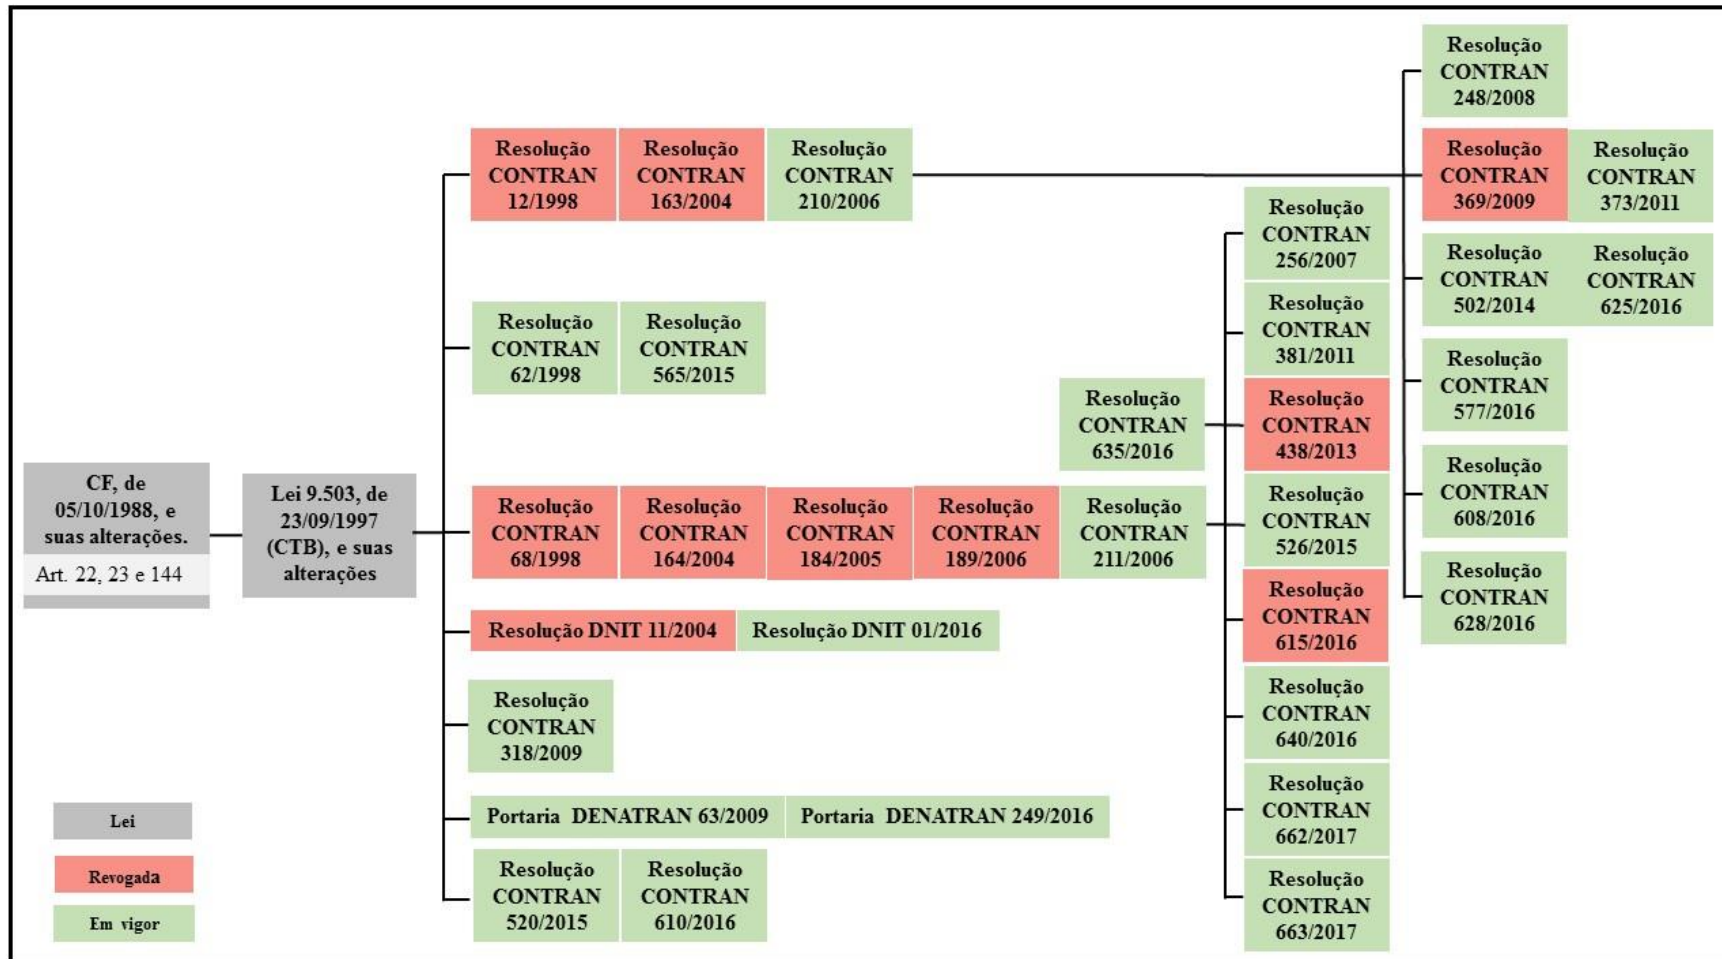 CF, de
05/10/1988, e
suas alterações.
Art. 22, 23 e 144
Lei 9.503, de
23/09/1997
(CTB), e suas
alterações
Resolução
CONTRAN
12/1998
Resolução
CONTRAN
163/2004
Resolução
CONTRAN
210/2006
Resolução
CONTRAN
62/1998
Resolução
CONTRAN
565/2015
Resolução
CONTRAN
68/1998
Resolução
CONTRAN
164/2004
Resolução
CONTRAN
184/2005
Resolução
CONTRAN
189/2006
Resolução
CONTRAN
211/2006
Resolução
CONTRAN
635/2016
Resolução DNIT 11/2004
Resolução DNIT 01/2016
Resolução
CONTRAN
318/2009
Portaria DENATRAN 63/2009
Portaria DENATRAN 249/2016
Resolução
CONTRAN
520/2015
Resolução
CONTRAN
610/2016
Resolução
CONTRAN
256/2007
Resolução
CONTRAN
381/2011
Resolução
CONTRAN
438/2013
Resolução
CONTRAN
526/2015
Resolução
CONTRAN
615/2016
Resolução
CONTRAN
640/2016
Resolução
CONTRAN
662/2017
Resolução
CONTRAN
663/2017
Resolução
CONTRAN
248/2008
Resolução
CONTRAN
369/2009
Resolução
CONTRAN
373/2011
Resolução
CONTRAN
502/2014
Resolução
CONTRAN
625/2016
Resolução
CONTRAN
577/2016
Resolução
CONTRAN
608/2016
Resolução
CONTRAN
628/2016
Lei
Revogada
Em vigor